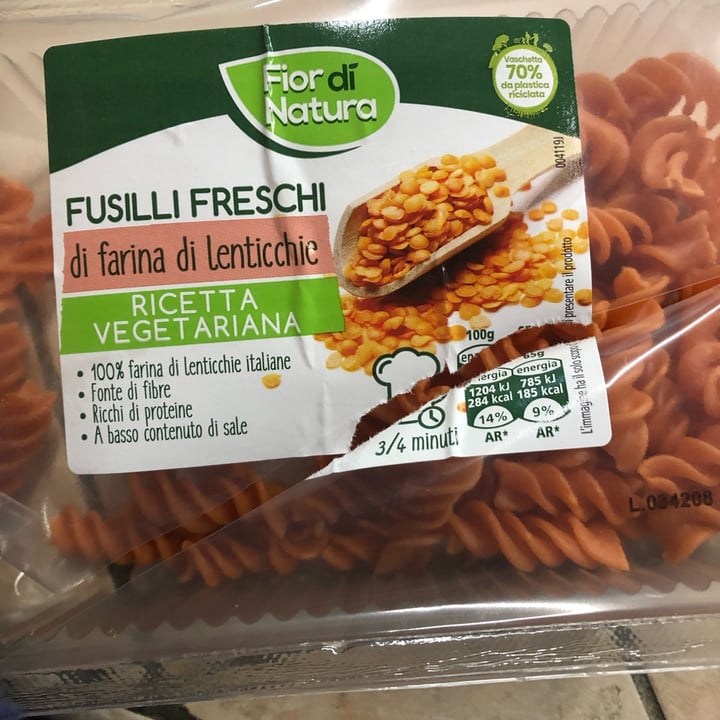 Fior di
Natura
Vaschetta
70%
da plastica
riciclata
004119J
FUSILLI FRESCHI
di farina di Lenticchie
RICETTA
VEGETARIANA
• 100% farina di Lenticchie italiane
• Fonte di fibre
• Ricchi di proteine
• A basso contenuto di sale
3/4 minuti
100g
65g
energia
1204 kJ
284 kcal
14%
AR*
energia
785 kJ
185 kcal
9%
AR*
L'immagine ha il solo scopo di presentare il prodotto
L.034208